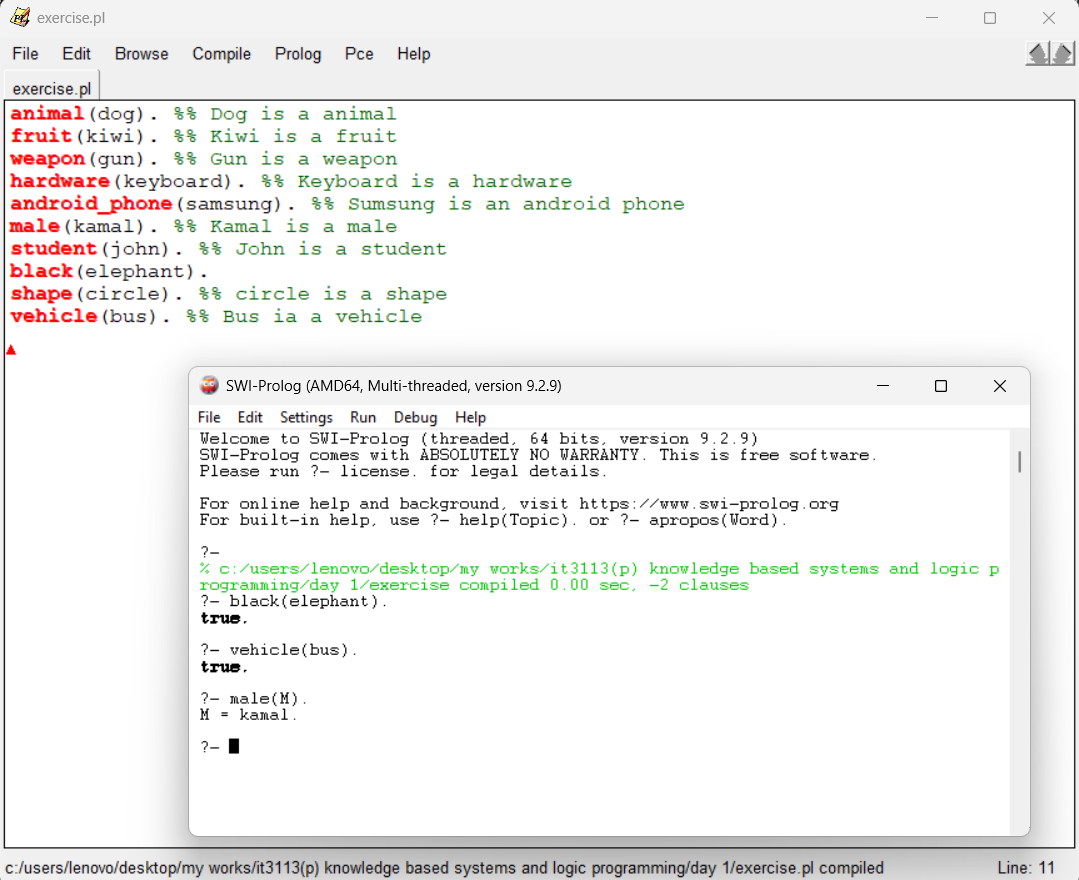 exercise.pl
File Edit Browse Compile Prolog Pce Help
exercise.pl
animal(dog). %% Dog is a animal
fruit(kiwi). %% Kiwi is a fruit
weapon(gun). %% Gun is a weapon
hardware(keyboard). %% Keyboard is a hardware
android_phone(samsung). %% Sumsung is an android phone
male(kamal). %% Kamal is a male
student(john). %% John is a student
black(elephant).
shape(circle). %% circle is a shape
vehicle(bus). %% Bus ia a vehicle
SWI-Prolog (AMD64, Multi-threaded, version 9.2.9)
File Edit Settings Run Debug Help
Welcome to SWI-Prolog (threaded, 64 bits, version 9.2.9)
SWI-Prolog comes with ABSOLUTELY NO WARRANTY. This is free software.
Please run ?- license. for legal details.
For online help and background, visit https://www.swi-prolog.org
For built-in help, use ?- help(Topic). or ?- apropos(Word).
?-
% c:/users/lenovo/desktop/my works/it3113(p) knowledge based systems and logic p
rogramming/day 1/exercise compiled 0.00 sec, -2 clauses
?- black(elephant).
true.
?- vehicle(bus).
true.
?- male(M).
M = kamal.
?-
c:/users/lenovo/desktop/my works/it3113(p) knowledge based systems and logic programming/day 1/exercise.pl compiled Line: 11